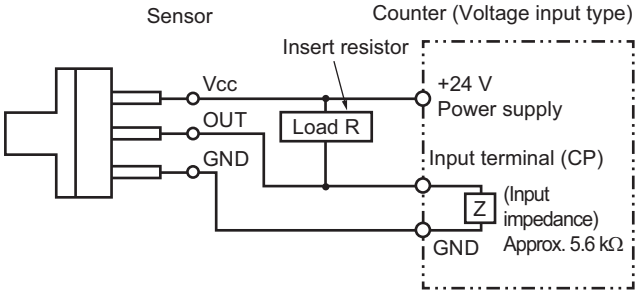 Sensor
Counter (Voltage input type)
Insert resistor
Vcc
+24 V
Power supply
OUT
Load R
GND
Input terminal (CP)
Z
(Input
impedance)
Approx. 5.6 kΩ
GND